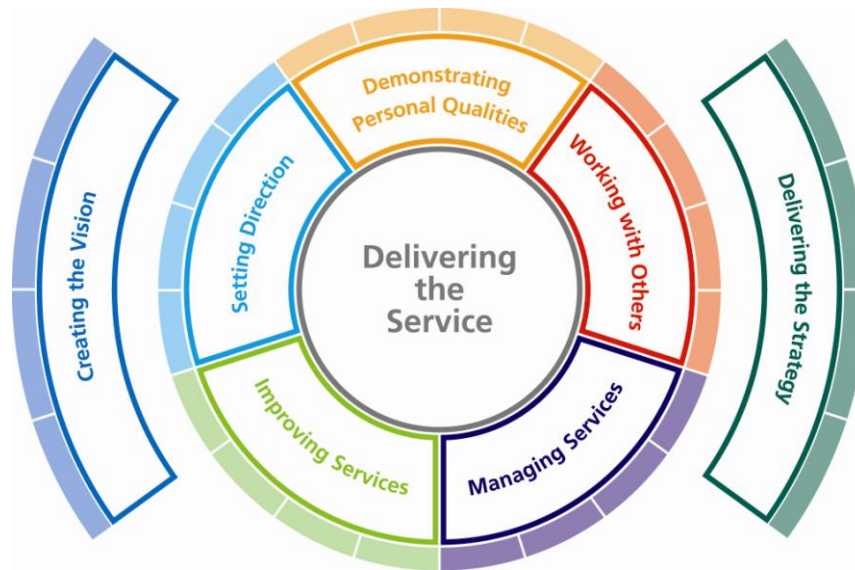 Demonstrating
Personal Qualities
Creating the Vision
Setting Direction
Delivering
the
Service
Working with Others
Delivering the Strategy
Improving Services
Managing Services